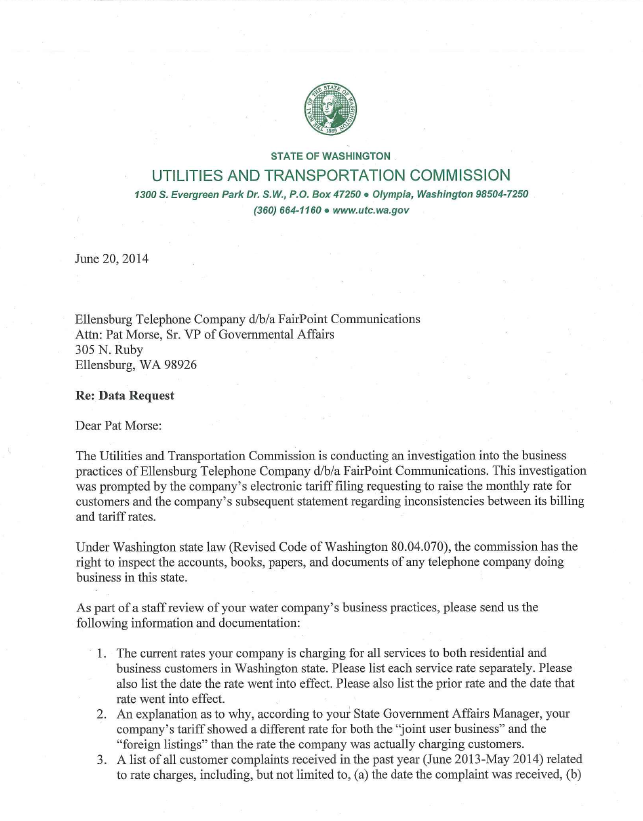 THE SEAL OF THE STATE OF WASHINGTON
1889
STATE OF WASHINGTON
UTILITIES AND TRANSPORTATION COMMISSION
1300 S. Evergreen Park Dr. S.W., P.O. Box 47250 ● Olympia, Washington 98504-7250
(360) 664-1160 ● www.utc.wa.gov
June 20, 2014
Ellensburg Telephone Company d/b/a FairPoint Communications
Attn: Pat Morse, Sr. VP of Governmental Affairs
305 N. Ruby
Ellensburg, WA 98926
Re: Data Request
Dear Pat Morse:
The Utilities and Transportation Commission is conducting an investigation into the business
practices of Ellensburg Telephone Company d/b/a FairPoint Communications. This investigation
was prompted by the company's electronic tariff filing requesting to raise the monthly rate for
customers and the company's subsequent statement regarding inconsistencies between its billing
and tariff rates.
Under Washington state law (Revised Code of Washington 80.04.070), the commission has the
right to inspect the accounts, books, papers, and documents of any telephone company doing
business in this state.
As part of a staff review of your water company's business practices, please send us the
following information and documentation:
1. The current rates your company is charging for all services to both residential and
business customers in Washington state. Please list each service rate separately. Please
also list the date the rate went into effect. Please also list the prior rate and the date that
rate went into effect.
2. An explanation as to why, according to your State Government Affairs Manager, your
company's tariff showed a different rate for both the "joint user business" and the
"foreign listings" than the rate the company was actually charging customers.
3. A list of all customer complaints received in the past year (June 2013-May 2014) related
to rate charges, including, but not limited to, (a) the date the complaint was received, (b)